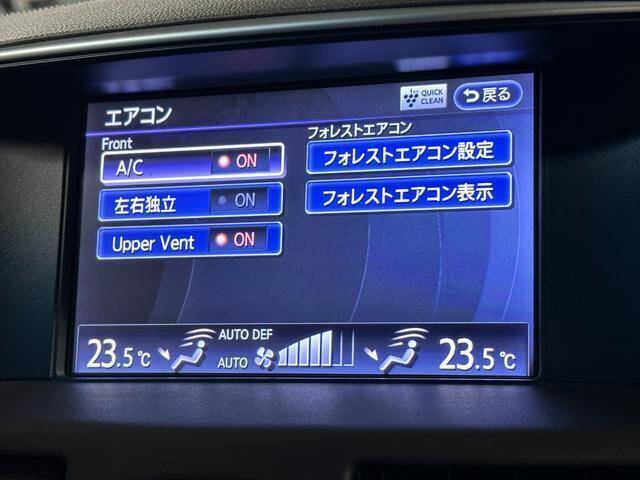 エアコン
QUICK CLEAN
戻る
Front
フォレストエアコン
A/C ON
フォレストエアコン設定
左右独立 ON
フォレストエアコン表示
Upper Vent ON
AUTO DEF
23.5℃ AUTO 23.5℃